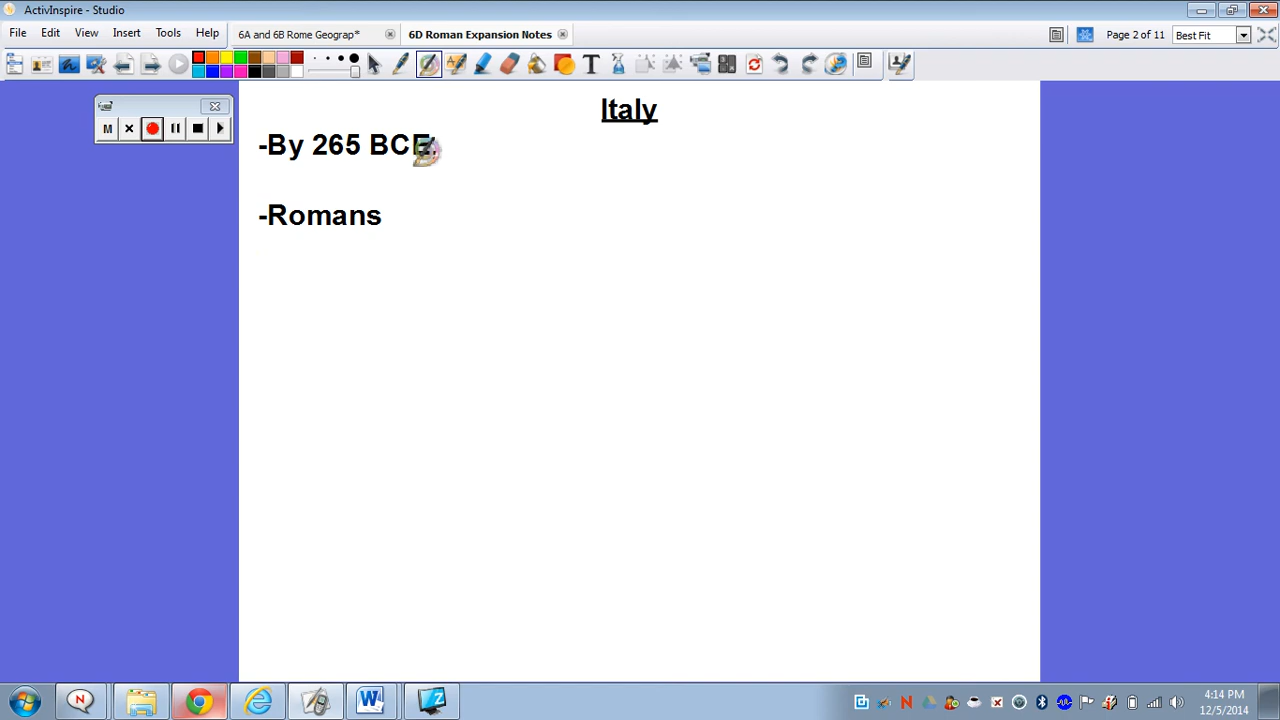 ActivInspire - Studio
File Edit View Insert Tools Help
6A and 6B Rome Geograp*
6D Roman Expansion Notes
Page 2 of 11
Best Fit
M
Italy
-By 265 BCE:
-Romans
4:14 PM
12/5/2014